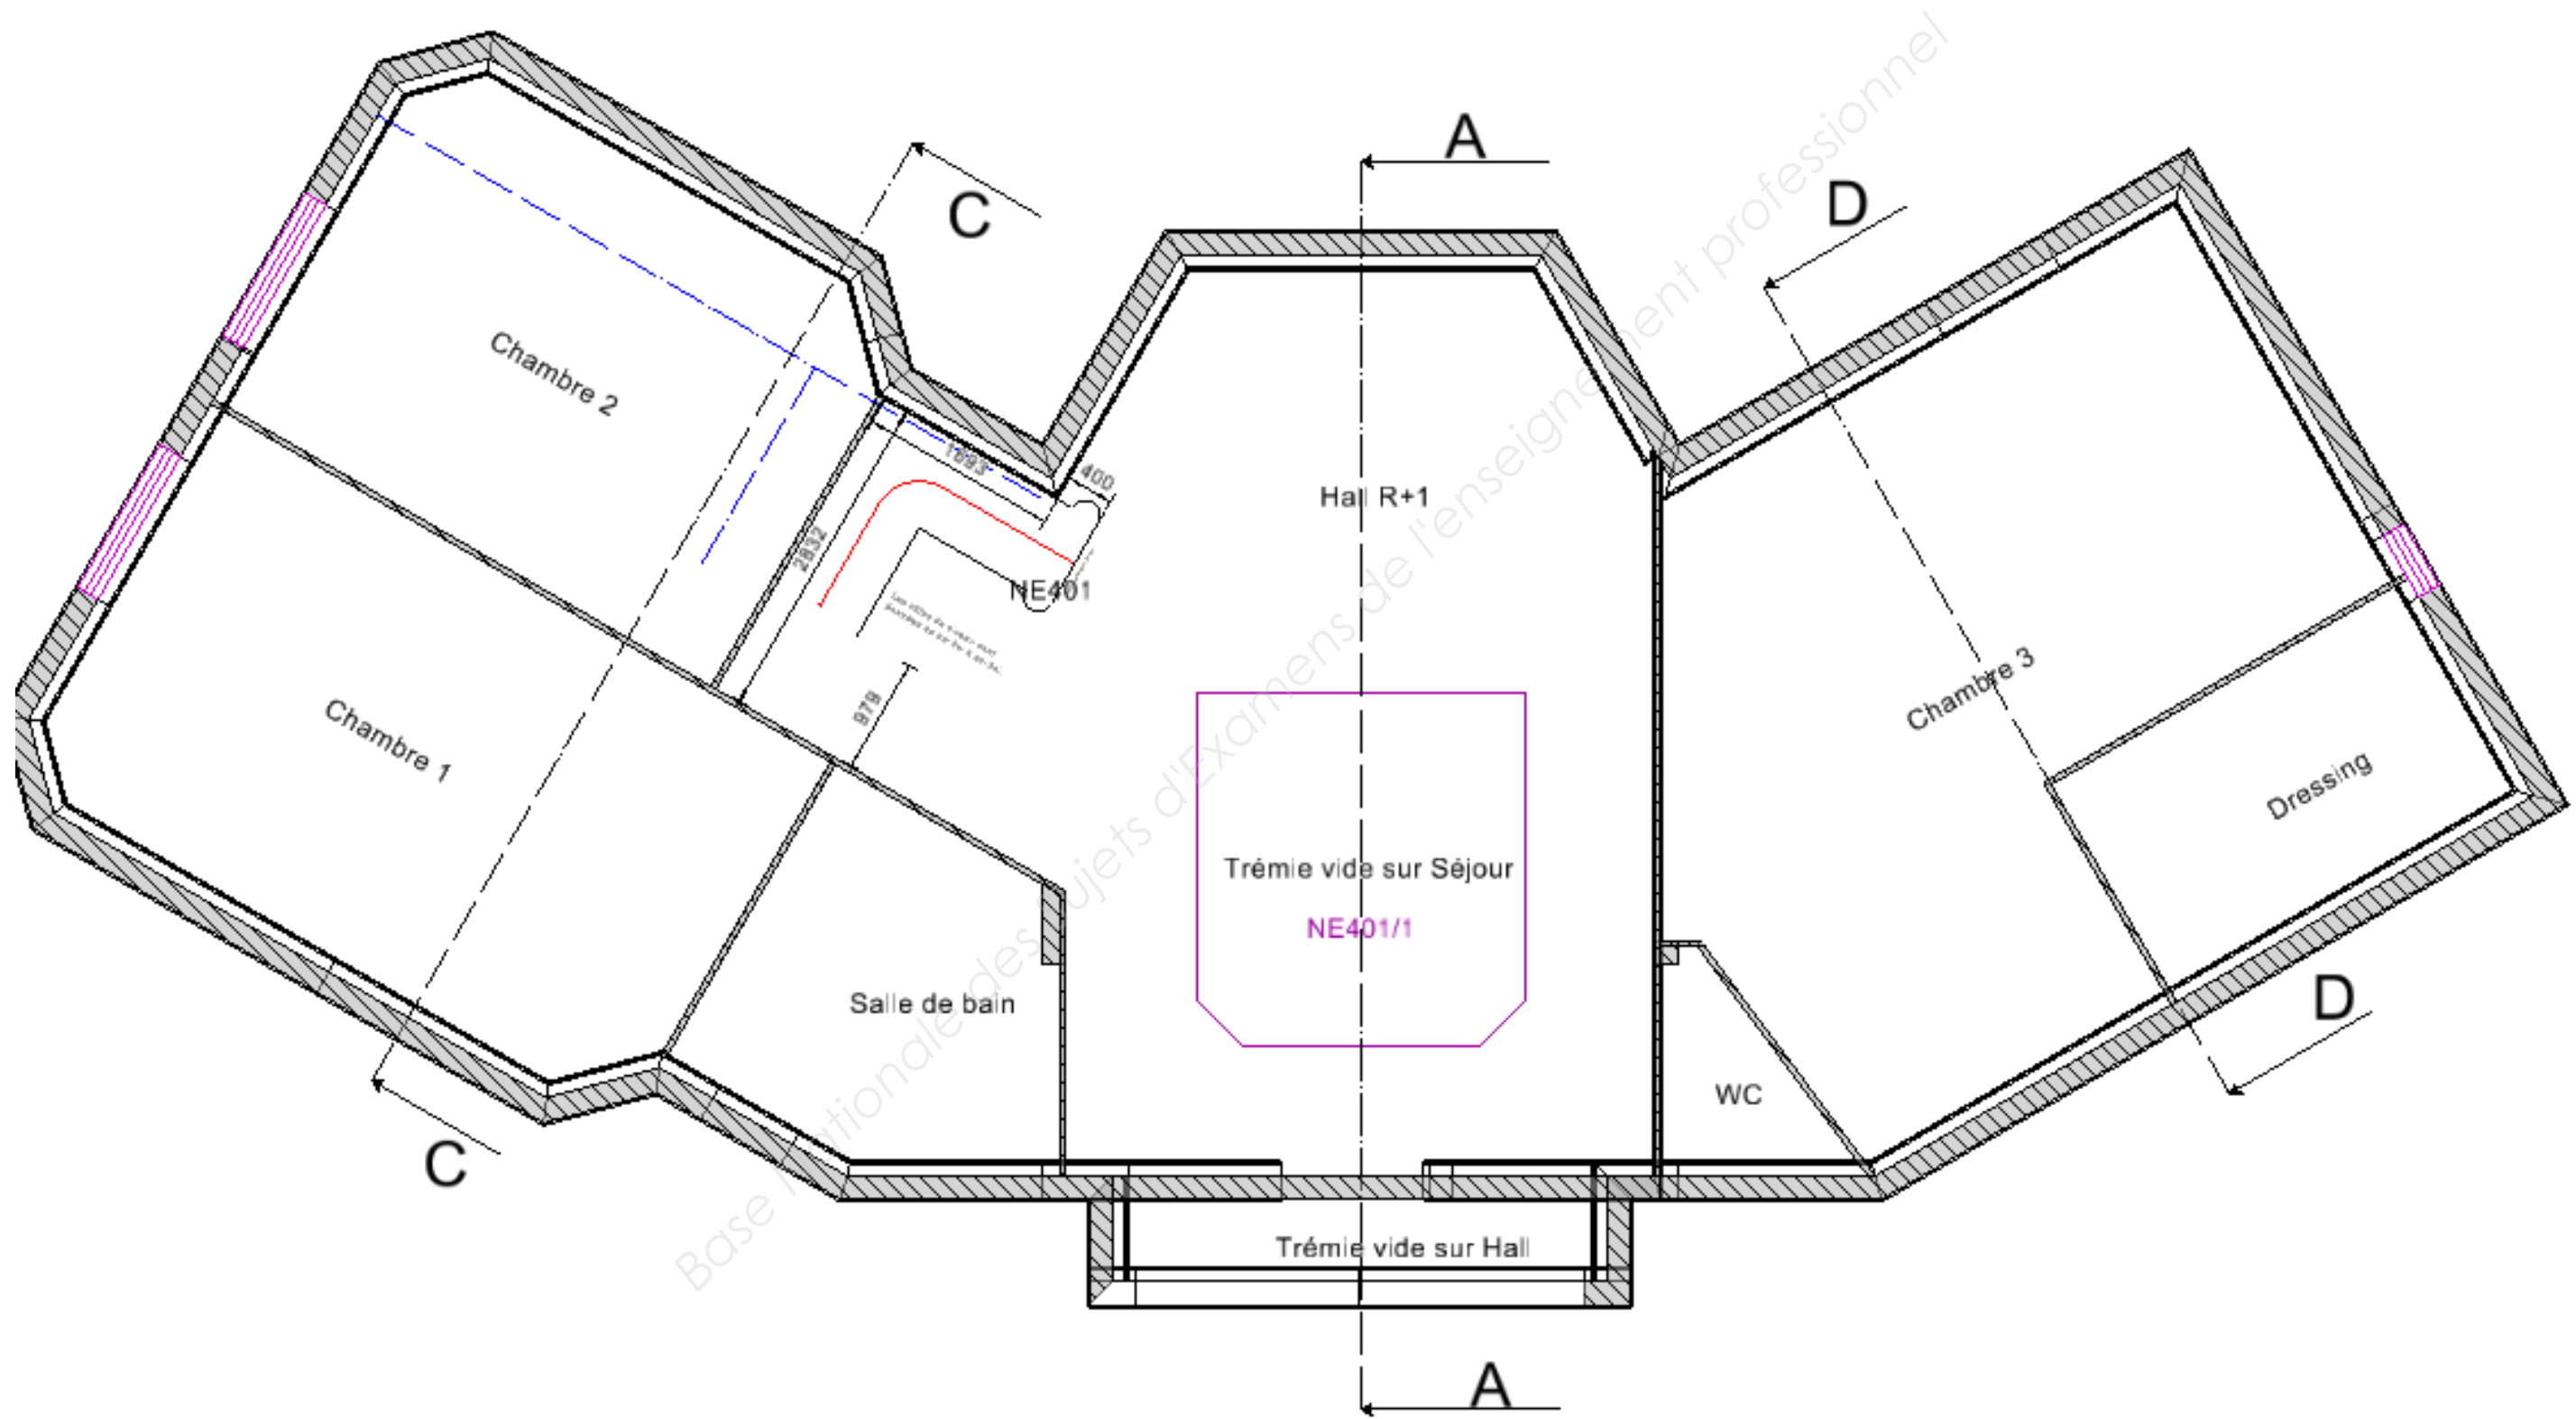 A
D
C
Chambre 2
1693
400
Hall R+1
2832
NE401
Chambre 3
979
Chambre 1
Dressing
Trémie vide sur Séjour
NE401/1
Salle de bain
D
WC
C
Trémie vide sur Hall
A
Base Nationale des Sujets d'Examens de l'enseignement professionnel